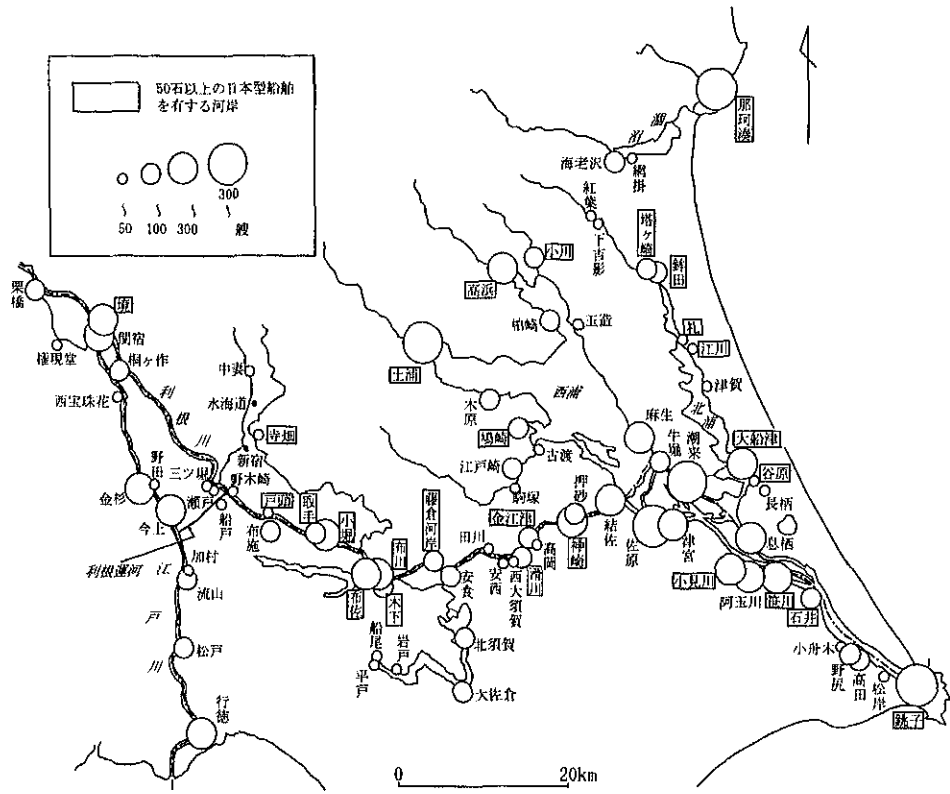 50石以上の日本型船舶
を有する河岸
300
〜
〜
〜
〜
50
100
300
艘
那珂湊
涸
沼
海老沢
網掛
紅葉
下吉影
塔ヶ崎
鉾田
小川
高浜
柏崎
玉造
札
江川
栗橋
境
関宿
権現堂
桐ヶ作
西宝珠花
中妻
水海道
土浦
木原
西浦
麻生
津賀
北浦
牛堀
潮来
大船津
谷原
長柄
利
根
川
寺畑
新宿
鳩崎
古渡
江戸崎
駒塚
野田
三ツ堀
野木崎
瀬戸
船戸
金杉
今上
戸頭
布施
取手
小堀
藤倉河岸
田川
金江津
高岡
押砂
神崎
結佐
佐原
津宮
息栖
利根運河
江
戸
川
加村
流山
布川
布佐
木下
安食
安西
西大須賀
滑川
小見川
阿玉川
笹川
石井
松戸
船尾
岩戸
平戸
北須賀
大佐倉
小舟木
野尻
高田
松岸
銚子
行徳
0
20km